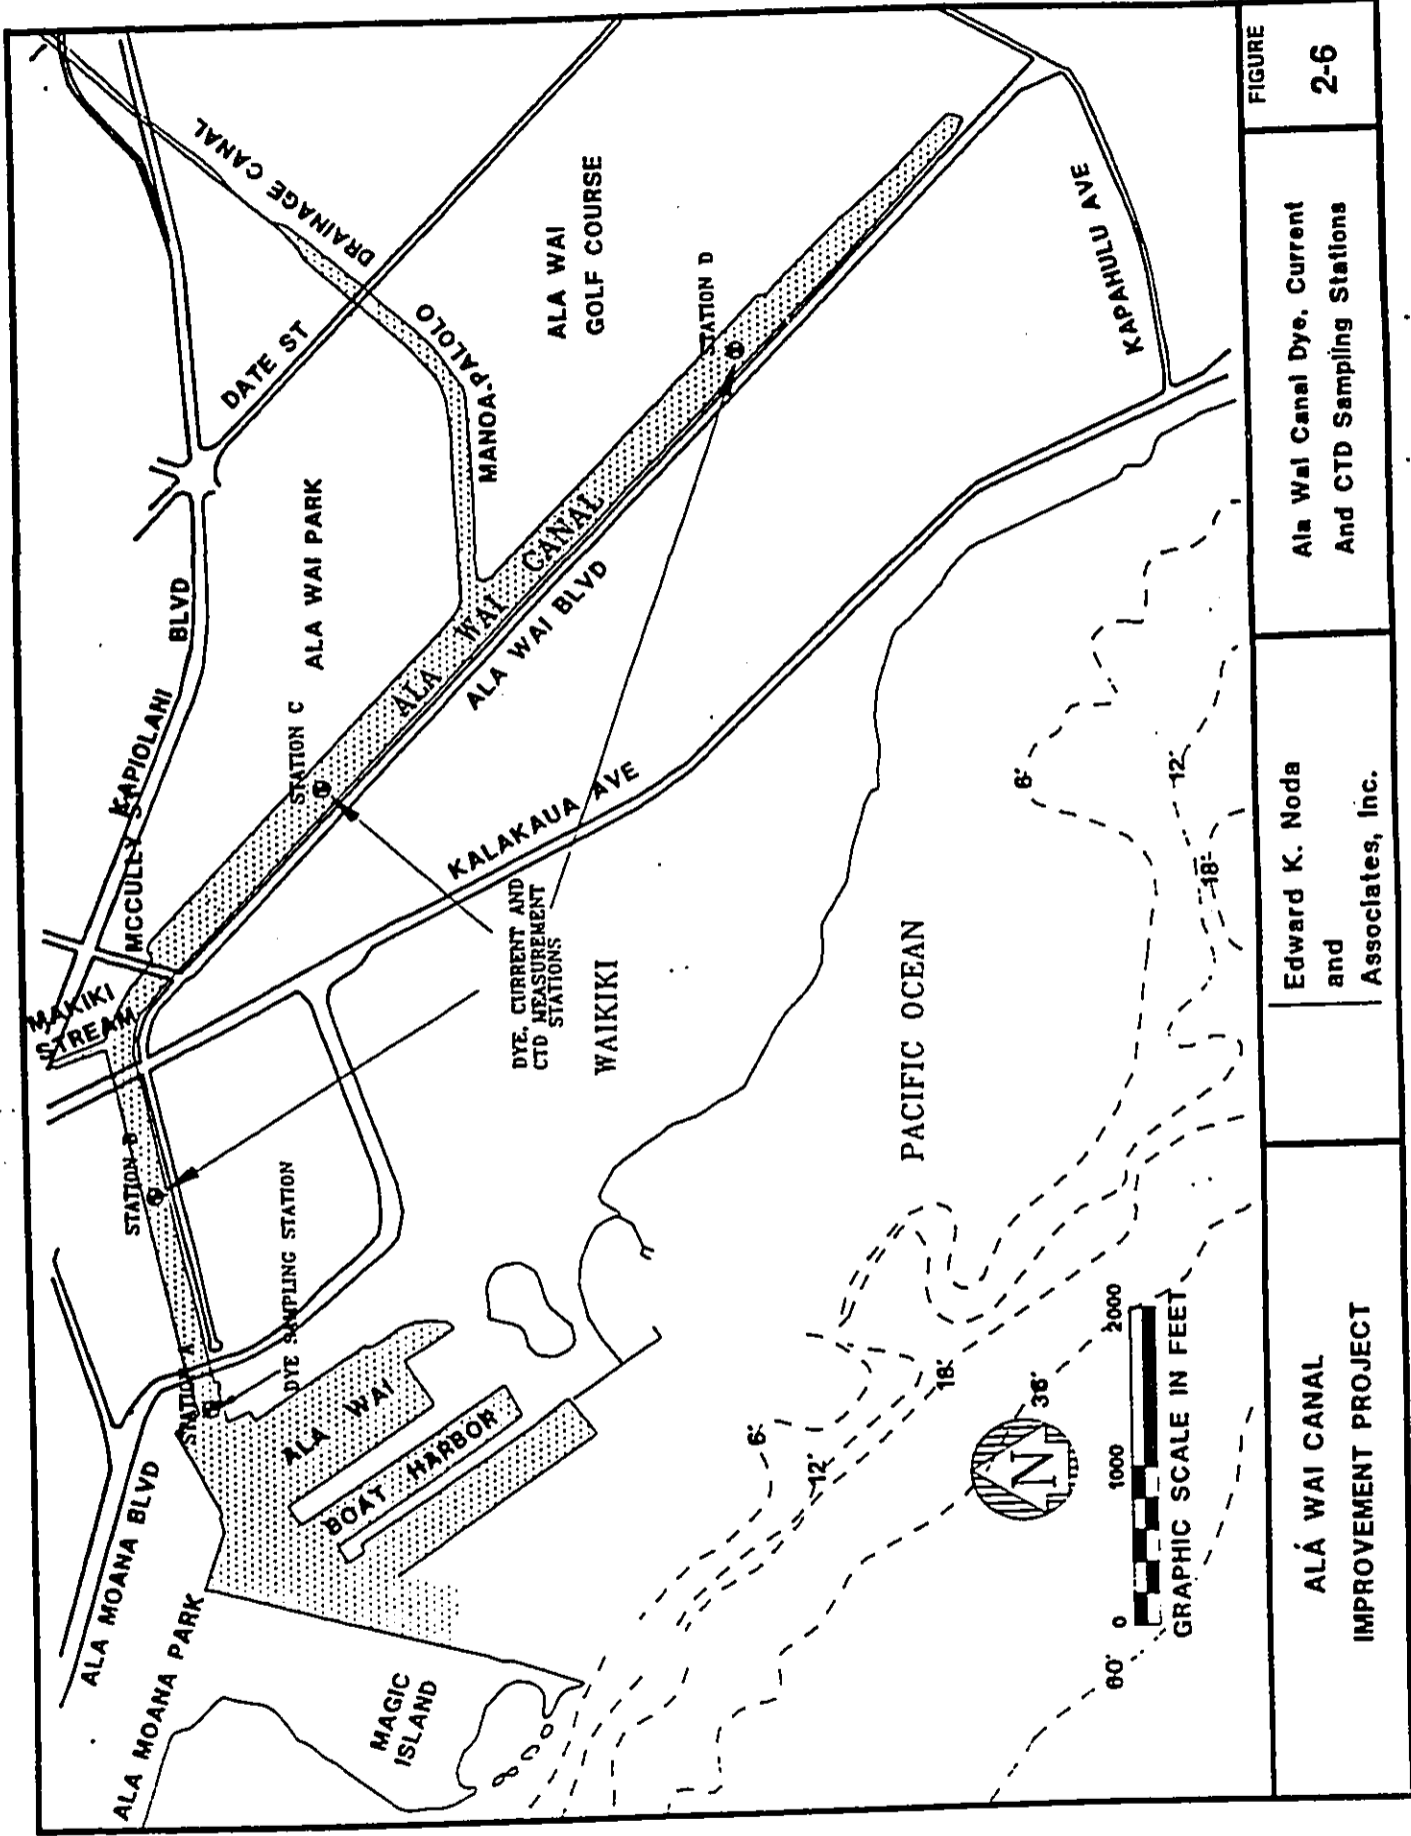 MAKIKI
STREAM
MCCULLY ST
KAPIOLANI
BLVD
DATE ST
MANOA-PALOLO
DRAINAGE CANAL
ALA WAI PARK
ALA WAI
GOLF COURSE
STATION A
STATION B
STATION C
STATION D
ALA WAI CANAL
ALA WAI BLVD
KALAKAUA AVE
KAPAHULU AVE
ALA MOANA BLVD
ALA MOANA PARK
DYE SAMPLING STATION
DYE, CURRENT AND
CTD MEASUREMENT
STATIONS
WAIKIKI
ALA WAI
BOAT HARBOR
MAGIC
ISLAND
PACIFIC OCEAN
6'
12'
18'
6'
12'
18'
36'
60'
N
0 1000 2000
GRAPHIC SCALE IN FEET
ALA WAI CANAL
IMPROVEMENT PROJECT
Edward K. Noda
and
Associates, Inc.
Ala Wai Canal Dye, Current
And CTD Sampling Stations
FIGURE
2-6